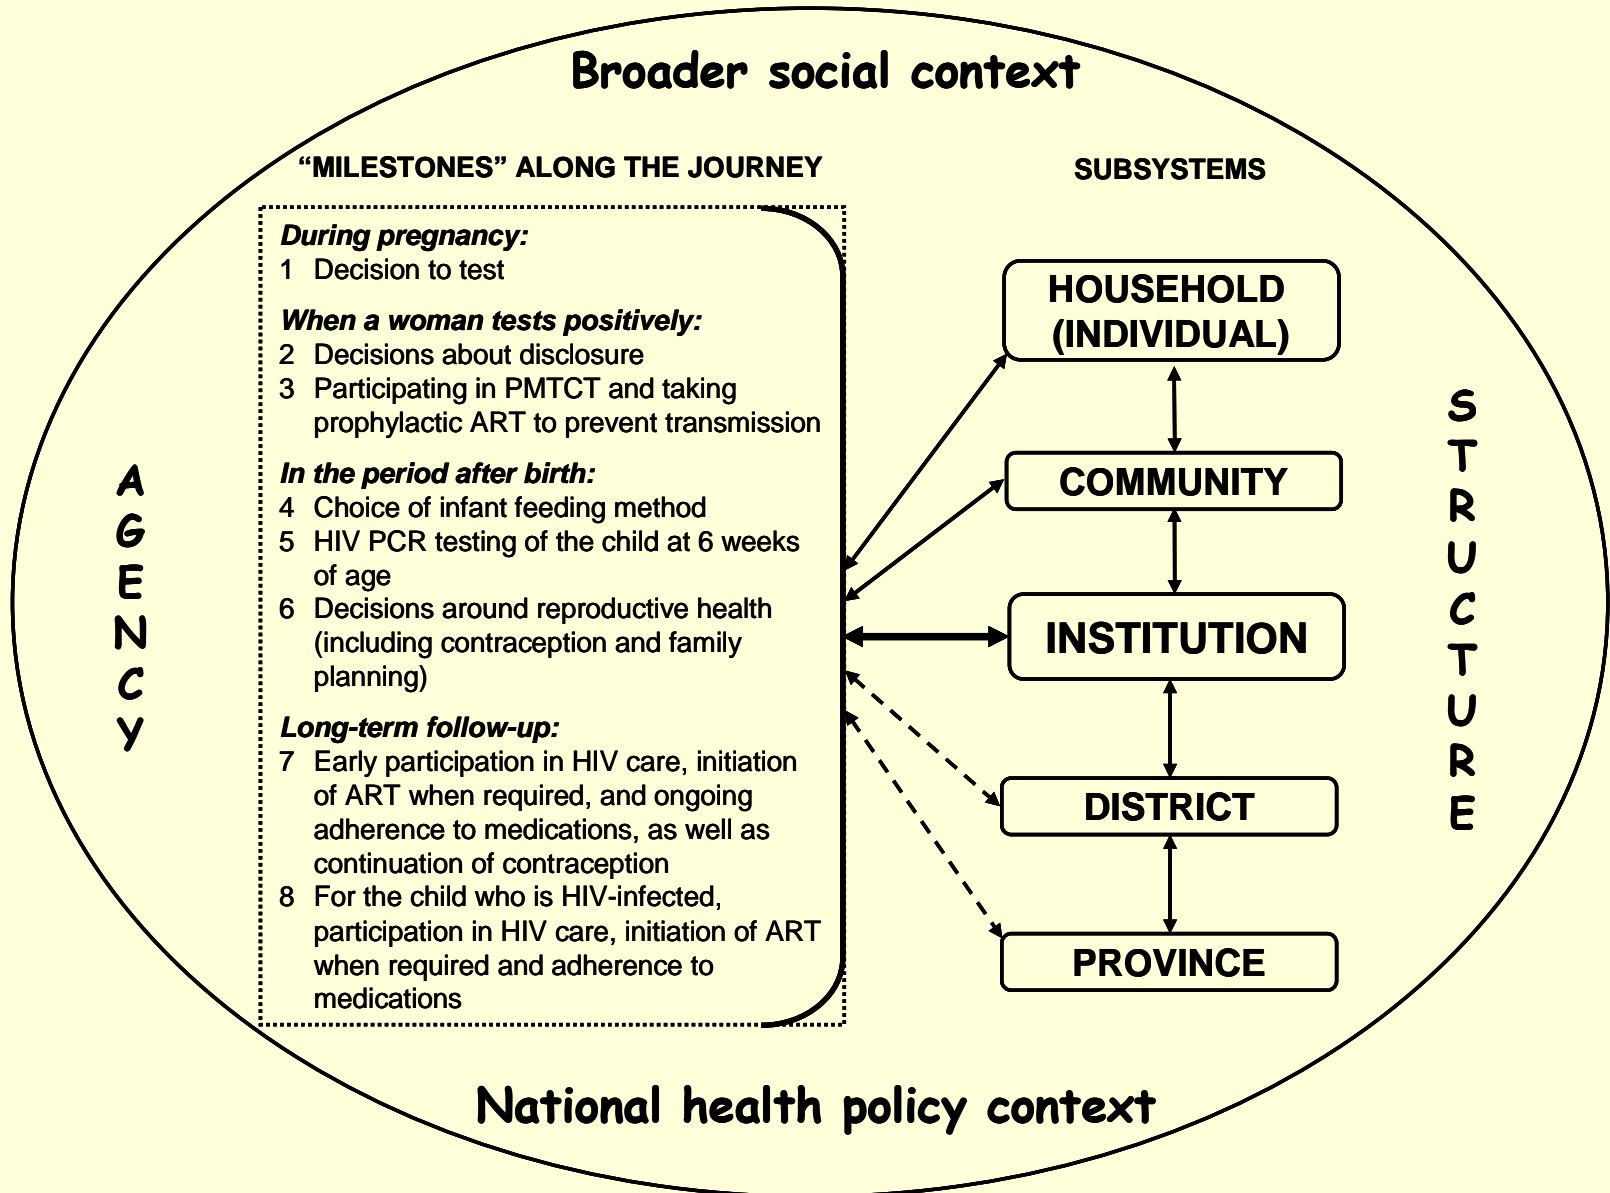 Broader social context
“MILESTONES” ALONG THE JOURNEY
SUBSYSTEMS
During pregnancy:
1 Decision to test
When a woman tests positively:
2 Decisions about disclosure
3 Participating in PMTCT and taking
prophylactic ART to prevent transmission
In the period after birth:
4 Choice of infant feeding method
5 HIV PCR testing of the child at 6 weeks
of age
6 Decisions around reproductive health
(including contraception and family
planning)
Long-term follow-up:
7 Early participation in HIV care, initiation
of ART when required, and ongoing
adherence to medications, as well as
continuation of contraception
8 For the child who is HIV-infected,
participation in HIV care, initiation of ART
when required and adherence to
medications
HOUSEHOLD
(INDIVIDUAL)
COMMUNITY
INSTITUTION
DISTRICT
PROVINCE
AGENCY
STRUCTURE
National health policy context